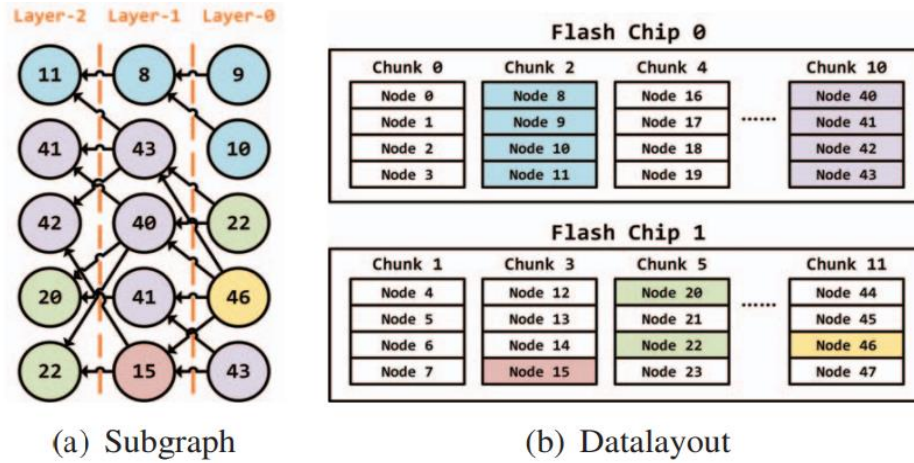 Layer-2 Layer-1 Layer-0
11 8 9
41 43 10
42 40 22
20 41 46
22 15 43
(a) Subgraph
Flash Chip 0
Chunk 0 Chunk 2 Chunk 4 Chunk 10
Node 0 Node 8 Node 16 Node 40
Node 1 Node 9 Node 17 ...... Node 41
Node 2 Node 10 Node 18 Node 42
Node 3 Node 11 Node 19 Node 43
Flash Chip 1
Chunk 1 Chunk 3 Chunk 5 Chunk 11
Node 4 Node 12 Node 20 Node 44
Node 5 Node 13 Node 21 ...... Node 45
Node 6 Node 14 Node 22 Node 46
Node 7 Node 15 Node 23 Node 47
(b) Datalayout